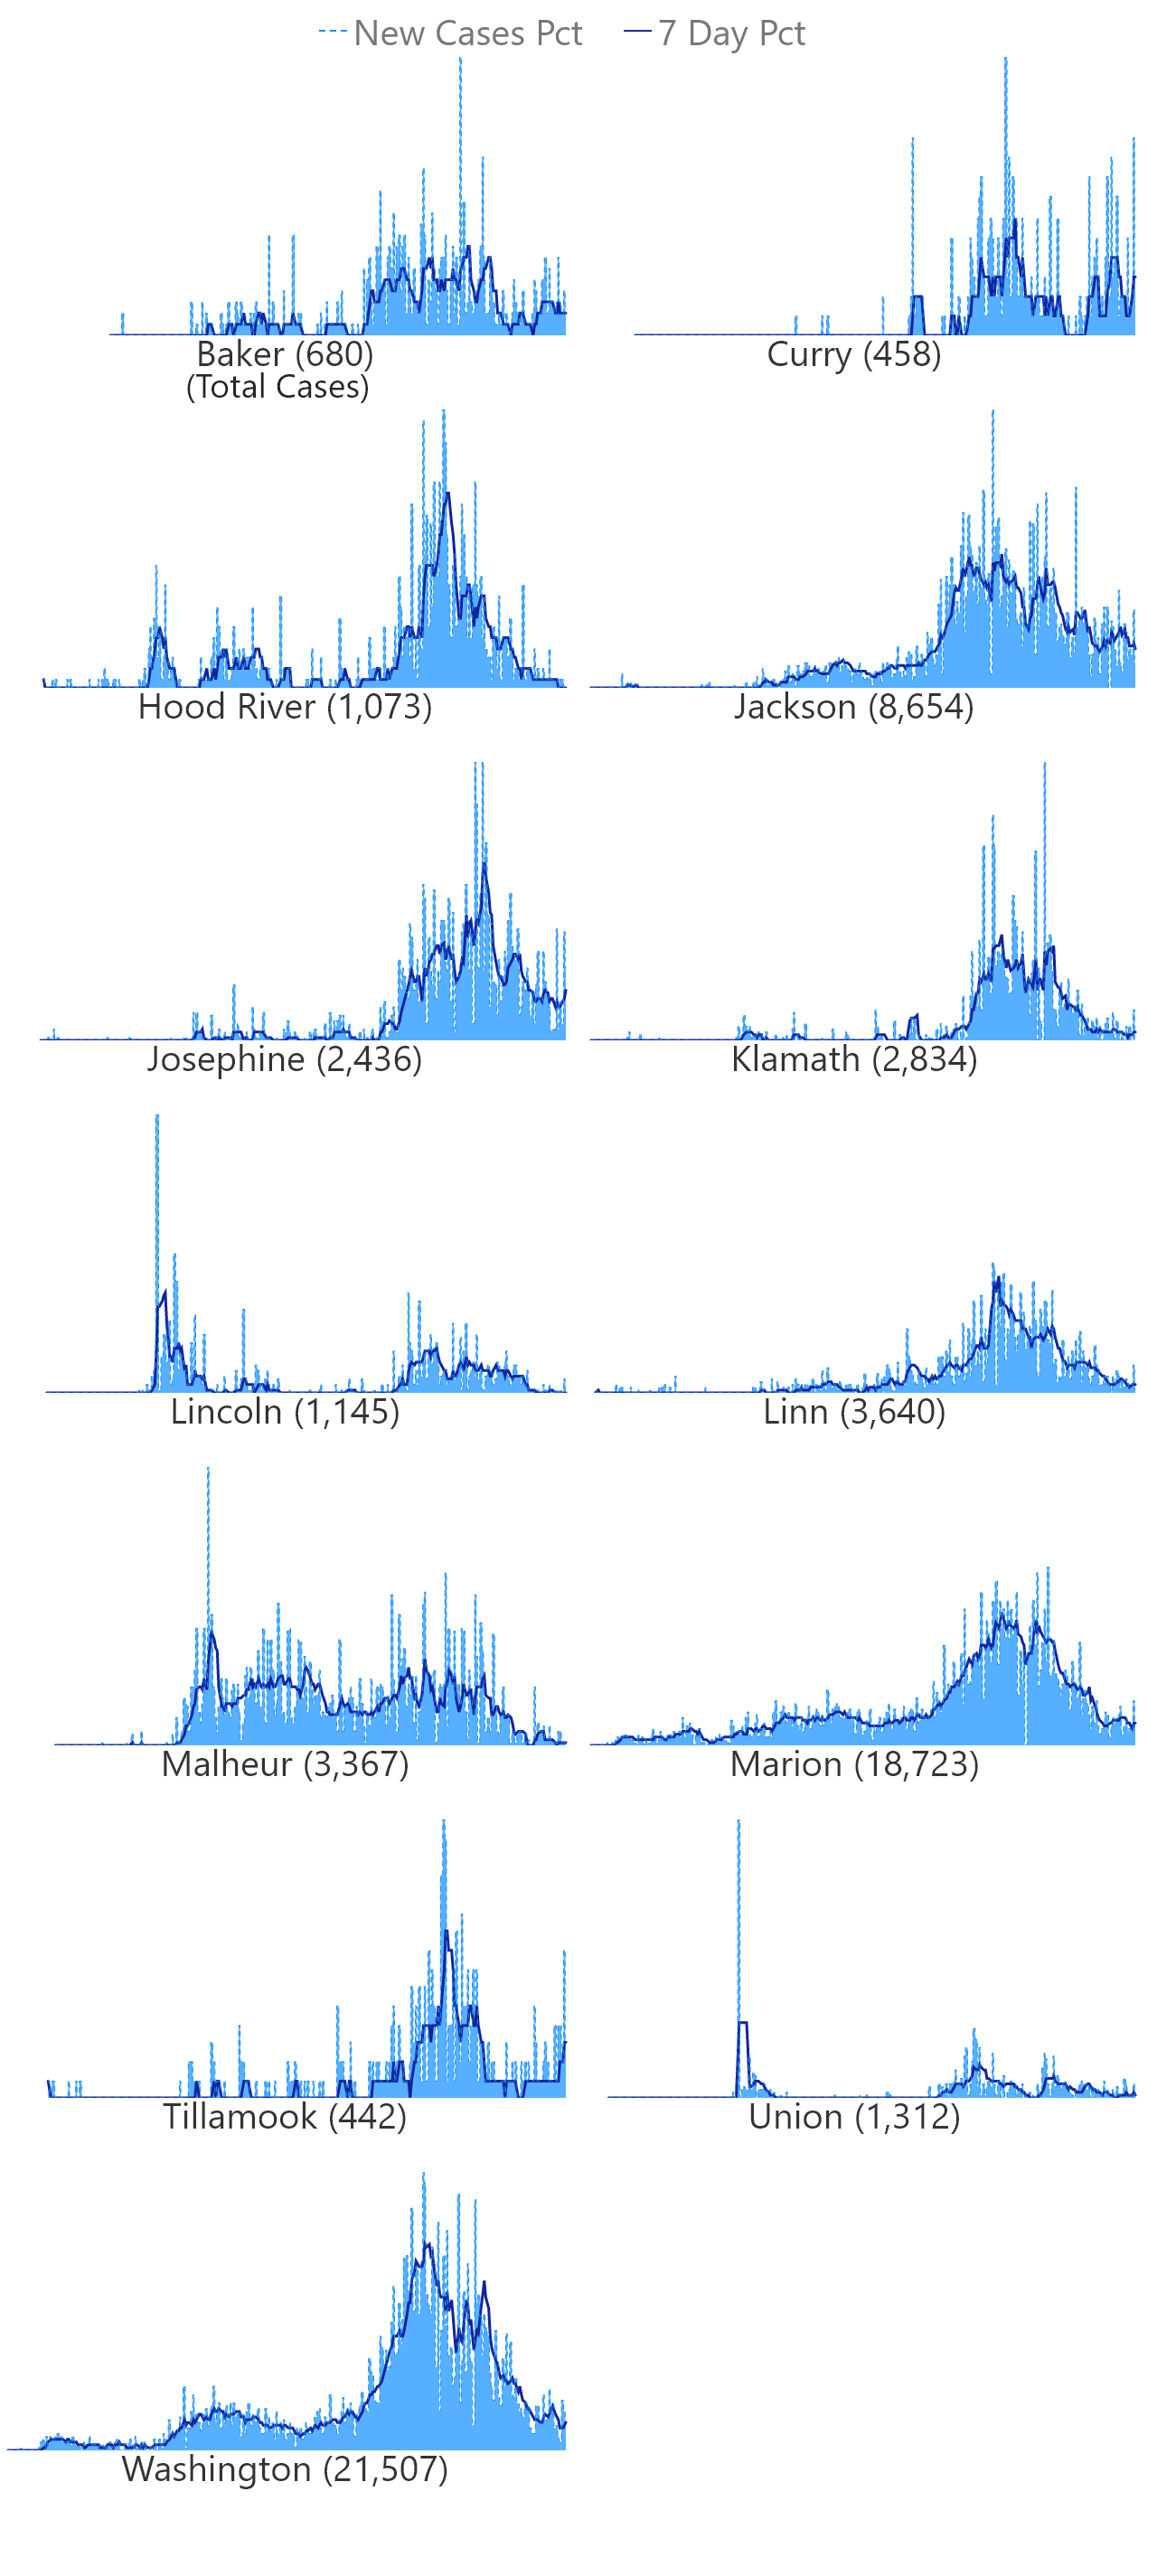 New Cases Pct 7 Day Pct
Baker (680) Curry (458)
(Total Cases)
Hood River (1,073) Jackson (8,654)
Josephine (2,436) Klamath (2,834)
Lincoln (1,145) Linn (3,640)
Malheur (3,367) Marion (18,723)
Tillamook (442) Union (1,312)
Washington (21,507)